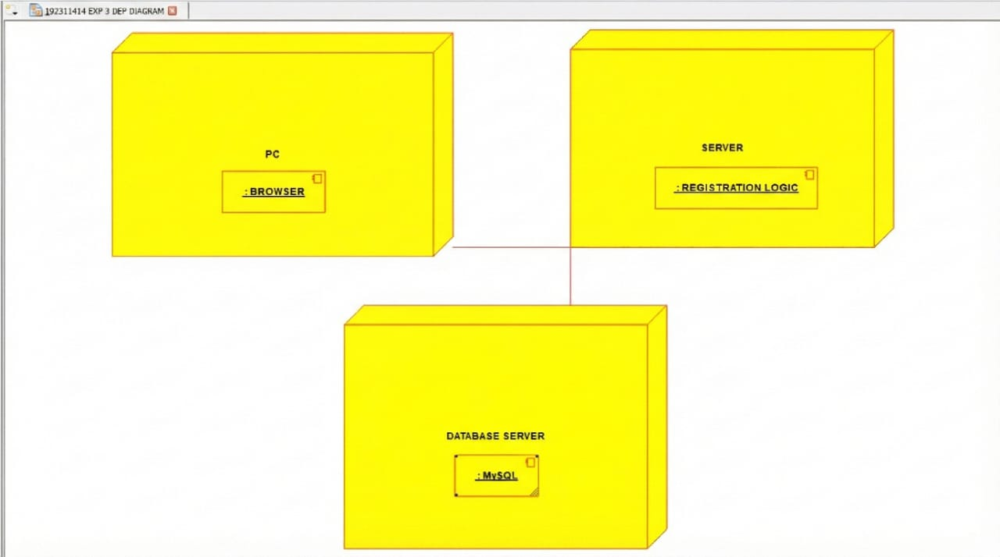 192311414 EXP 3 DEP DIAGRAM
PC
: BROWSER
SERVER
: REGISTRATION LOGIC
DATABASE SERVER
: MySQL